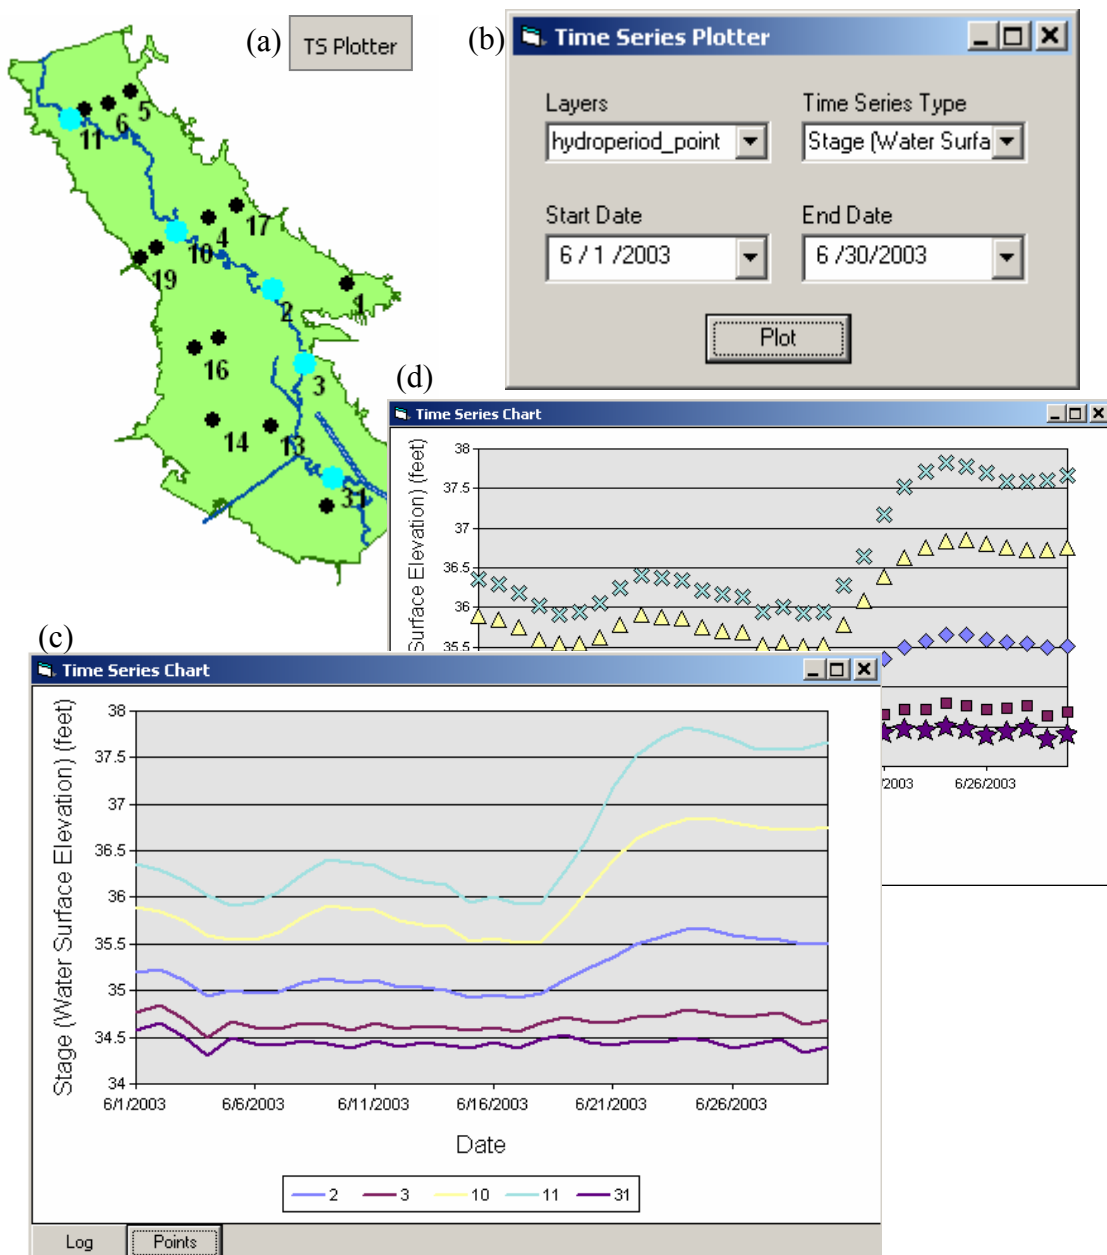 (a)
TS Plotter
5
6
11
17
4
10
19
2
1
16
3
14
13
31
(b)
Time Series Plotter
Layers
Time Series Type
hydroperiod_point
Stage (Water Surfa
Start Date
End Date
6 / 1 /2003
6 /30/2003
Plot
(d)
Time Series Chart
Surface Elevation) (feet)
38
37.5
37
36.5
36
35.5
/2003
6/26/2003
(c)
Time Series Chart
Stage (Water Surface Elevation) (feet)
38
37.5
37
36.5
36
35.5
35
34.5
34
6/1/2003 6/6/2003 6/11/2003 6/16/2003 6/21/2003 6/26/2003
Date
2 3 10 11 31
Log Points